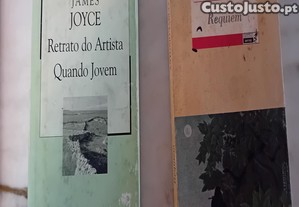 CustoJusto.pt
JAMES
JOYCE
Retrato do Artista
Quando Jovem
Requiem